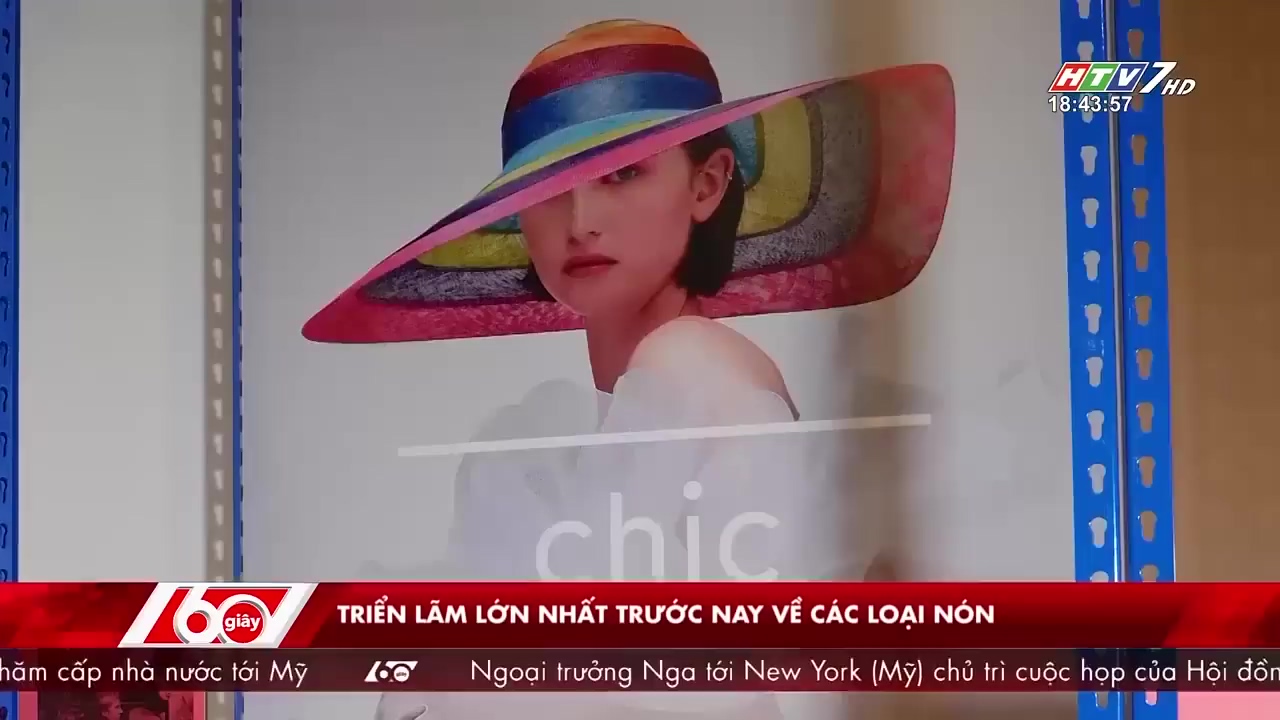 HTV7 HD
18:43:57
chic
60 giây
TRIỂN LÃM LỚN NHẤT TRƯỚC NAY VỀ CÁC LOẠI NÓN
hăm cấp nhà nước tới Mỹ 60 giây Ngoại trưởng Nga tới New York (Mỹ) chủ trì cuộc họp của Hội đồn